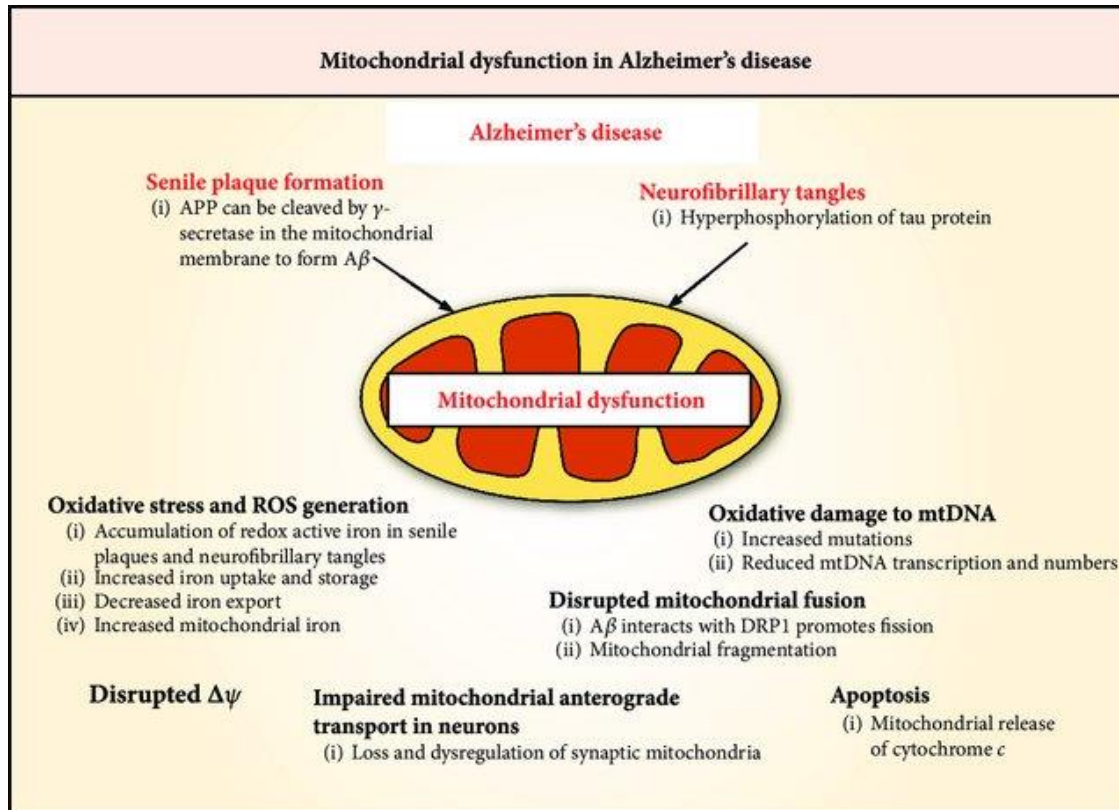 Mitochondrial dysfunction in Alzheimer's disease
Alzheimer's disease
Senile plaque formation
(i) APP can be cleaved by γ-
secretase in the mitochondrial
membrane to form Aβ
Neurofibrillary tangles
(i) Hyperphosphorylation of tau protein
Mitochondrial dysfunction
Oxidative stress and ROS generation
(i) Accumulation of redox active iron in senile
plaques and neurofibrillary tangles
(ii) Increased iron uptake and storage
(iii) Decreased iron export
(iv) Increased mitochondrial iron
Oxidative damage to mtDNA
(i) Increased mutations
(ii) Reduced mtDNA transcription and numbers
Disrupted mitochondrial fusion
(i) Aβ interacts with DRP1 promotes fission
(ii) Mitochondrial fragmentation
Disrupted Δψ
Impaired mitochondrial anterograde
transport in neurons
(i) Loss and dysregulation of synaptic mitochondria
Apoptosis
(i) Mitochondrial release
of cytochrome c